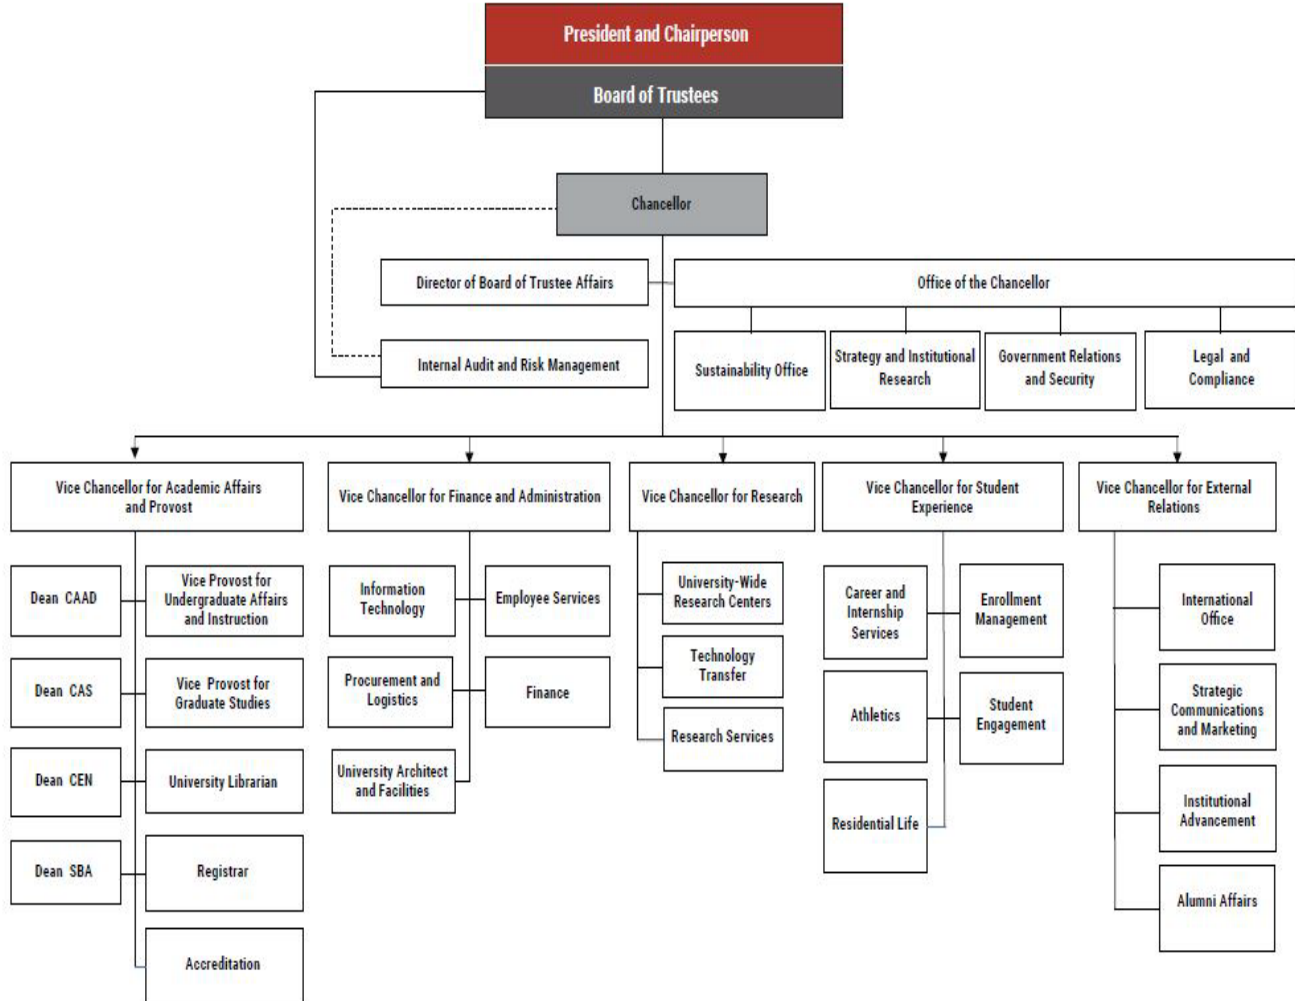 President and Chairperson
Board of Trustees
Chancellor
Director of Board of Trustee Affairs
Office of the Chancellor
Internal Audit and Risk Management
Sustainability Office
Strategy and Institutional
Research
Government Relations
and Security
Legal and
Compliance
Vice Chancellor for Academic Affairs
and Provost
Vice Chancellor for Finance and Administration
Vice Chancellor for Research
Vice Chancellor for Student
Experience
Vice Chancellor for External
Relations
Dean CAAD
Vice Provost for
Undergraduate Affairs
and Instruction
Dean CAS
Vice Provost for
Graduate Studies
Dean CEN
University Librarian
Dean SBA
Registrar
Accreditation
Information
Technology
Employee Services
Procurement and
Logistics
Finance
University Architect
and Facilities
University-Wide
Research Centers
Technology
Transfer
Research Services
Career and
Internship
Services
Enrollment
Management
Athletics
Student
Engagement
Residential Life
International
Office
Strategic
Communications
and Marketing
Institutional
Advancement
Alumni Affairs